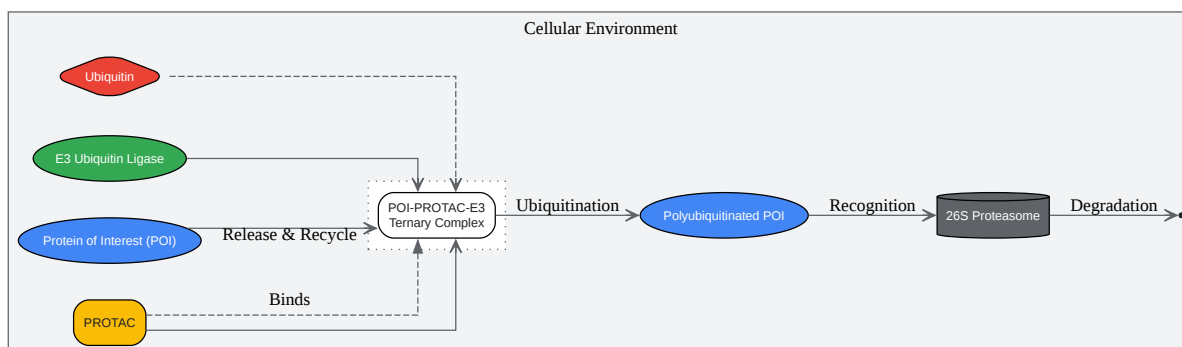 Cellular Environment
Ubiquitin
E3 Ubiquitin Ligase
Protein of Interest (POI)
PROTAC
Release & Recycle
Binds
POI-PROTAC-E3
Ternary Complex
Ubiquitination
Polyubiquitinated POI
Recognition
26S Proteasome
Degradation